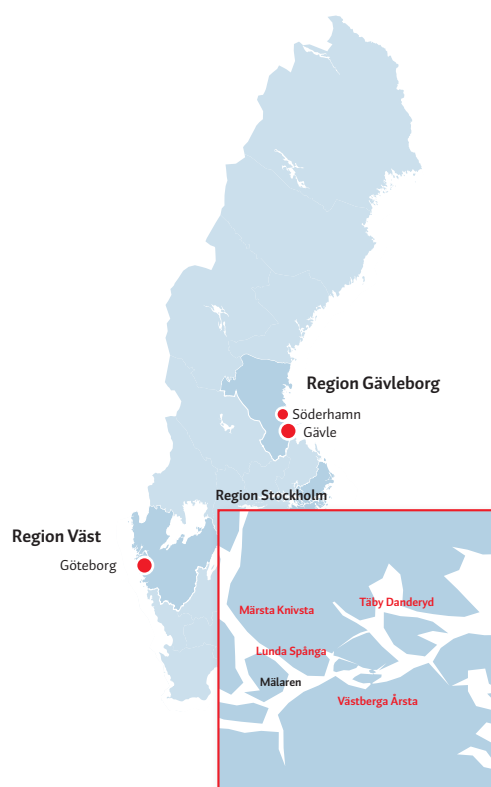 Region Gävleborg
Söderhamn
Gävle
Region Stockholm
Region Väst
Göteborg
Täby Danderyd
Märsta Knivsta
Lunda Spånga
Mälaren
Västberga Årsta